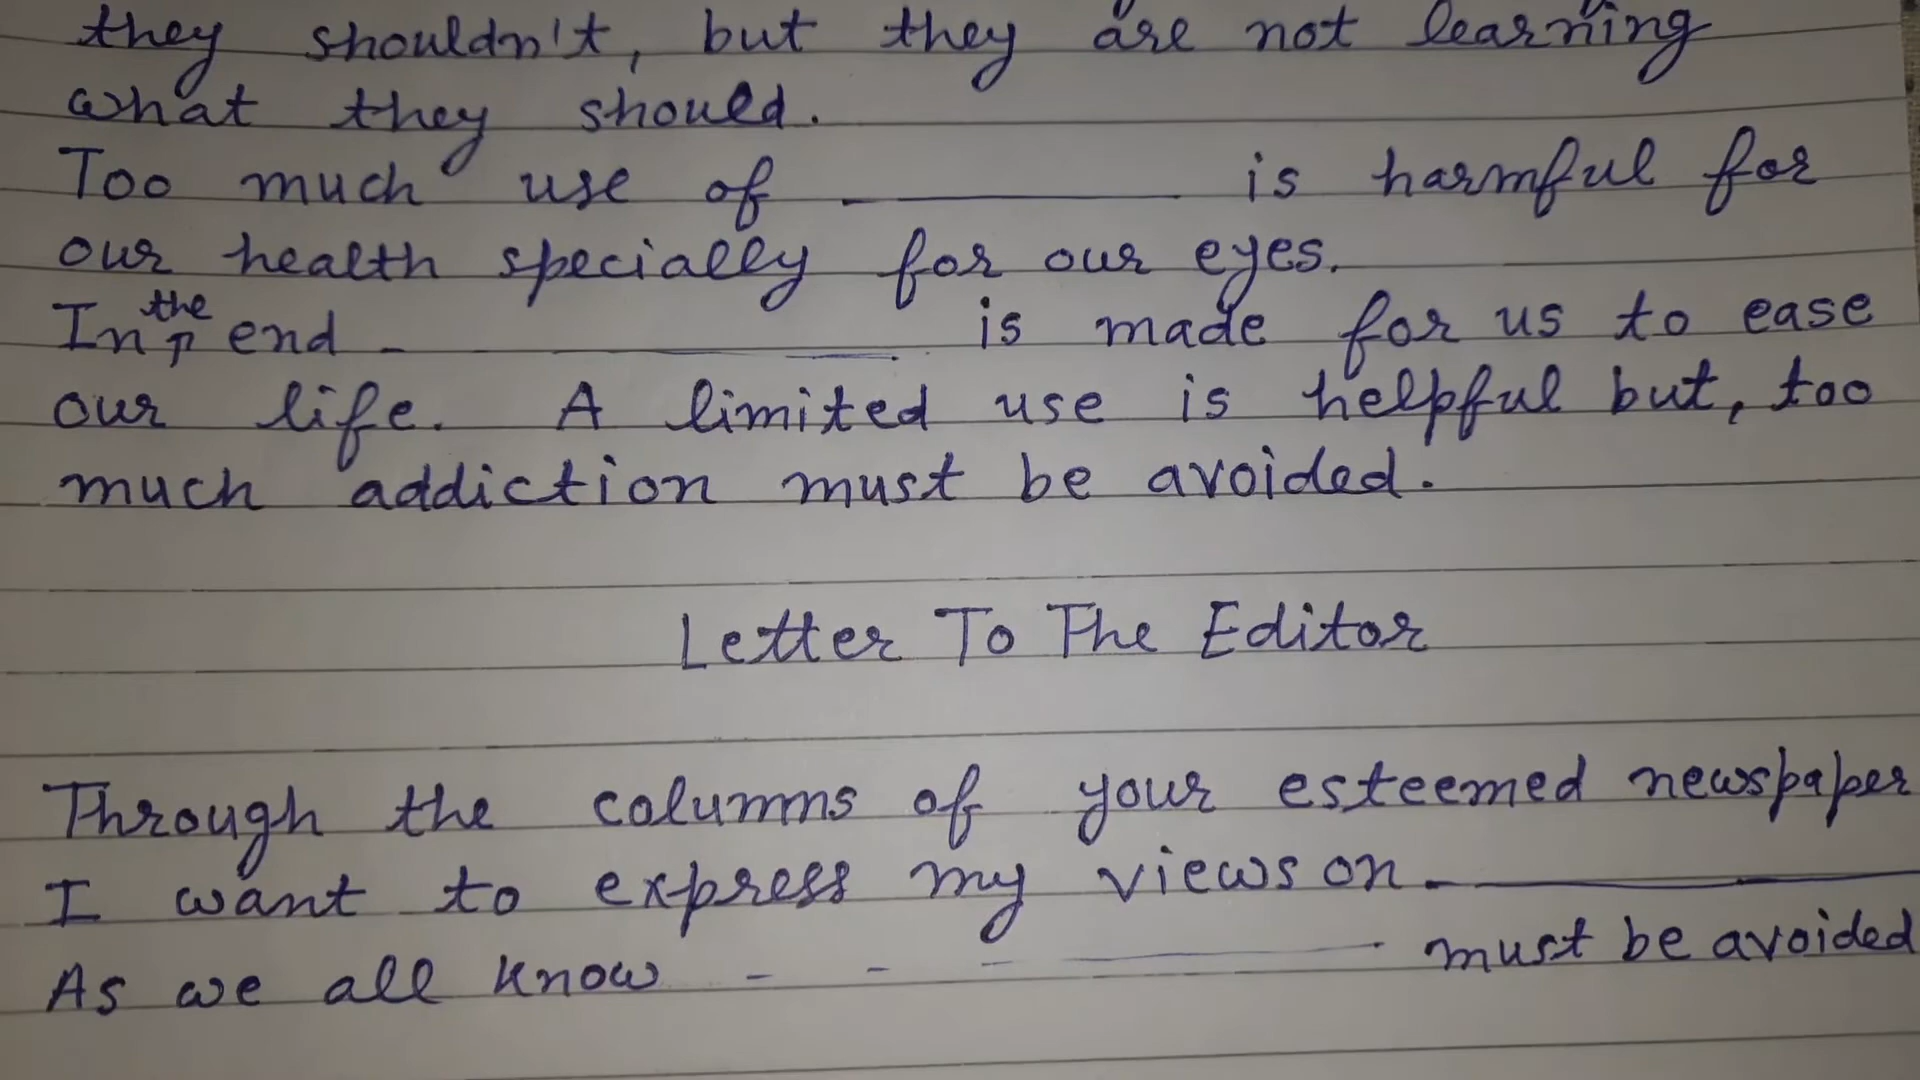 they shouldn't, but they are not learning
what they should.
Too much use of ________ is harmful for
our health specially for our eyes.
In the end ________ is made for us to ease
our life. A limited use is helpful but, too
much addiction must be avoided.
Letter To The Editor
Through the columns of your esteemed newspaper
I want to express my views on ________
As we all know - - - ________ must be avoided